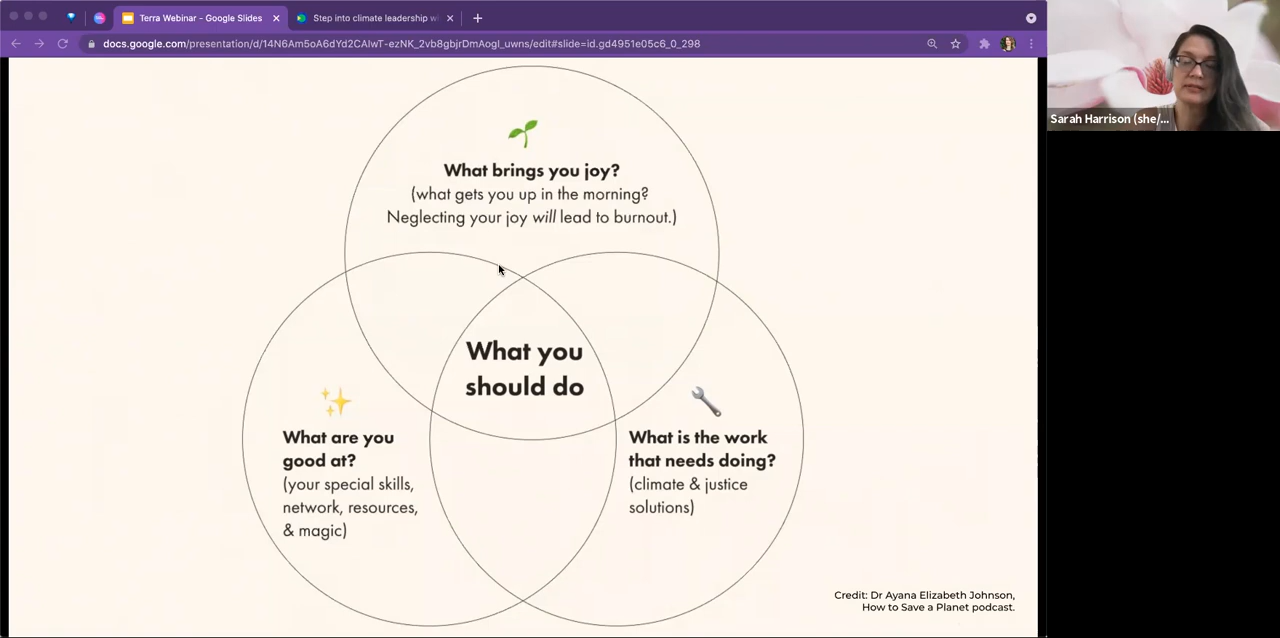 Terra Webinar - Google Slides
Step into climate leadership w
docs.google.com/presentation/d/14N6Am5oA6dYd2CAlwT-ezNK_2vb8gbjrDmAogl_uwns/edit#slide=id.gd4951e05c6_0_298
Sarah Harrison (she/...
What brings you joy?
(what gets you up in the morning?
Neglecting your joy will lead to burnout.)
What you
should do
What are you
good at?
(your special skills,
network, resources,
& magic)
What is the work
that needs doing?
(climate & justice
solutions)
Credit: Dr Ayana Elizabeth Johnson,
How to Save a Planet podcast.